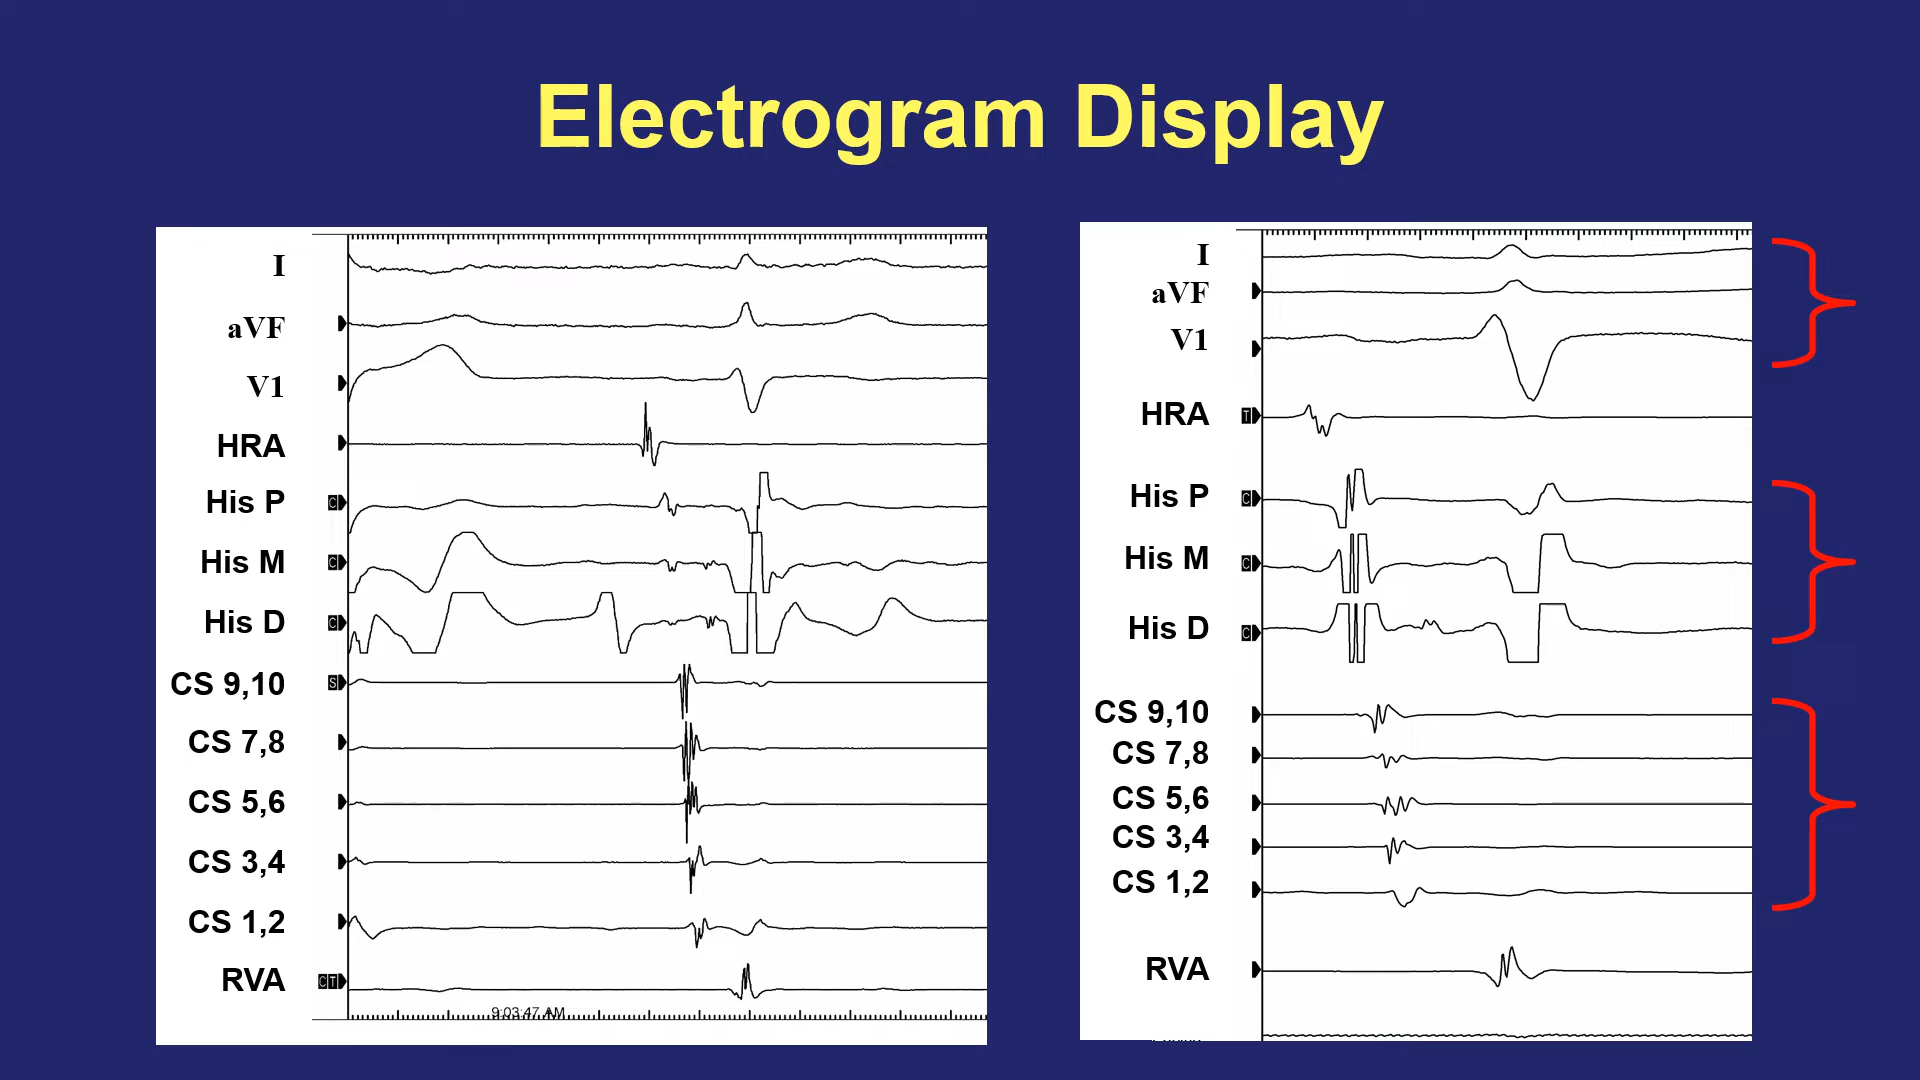 Electrogram Display
I
aVF
V1
HRA
His P
His M
His D
CS 9,10
CS 7,8
CS 5,6
CS 3,4
CS 1,2
RVA
C
C
C
S
CT
9:03:47 AM
I
aVF
V1
HRA
His P
His M
His D
CS 9,10
CS 7,8
CS 5,6
CS 3,4
CS 1,2
RVA
T
C
C
C